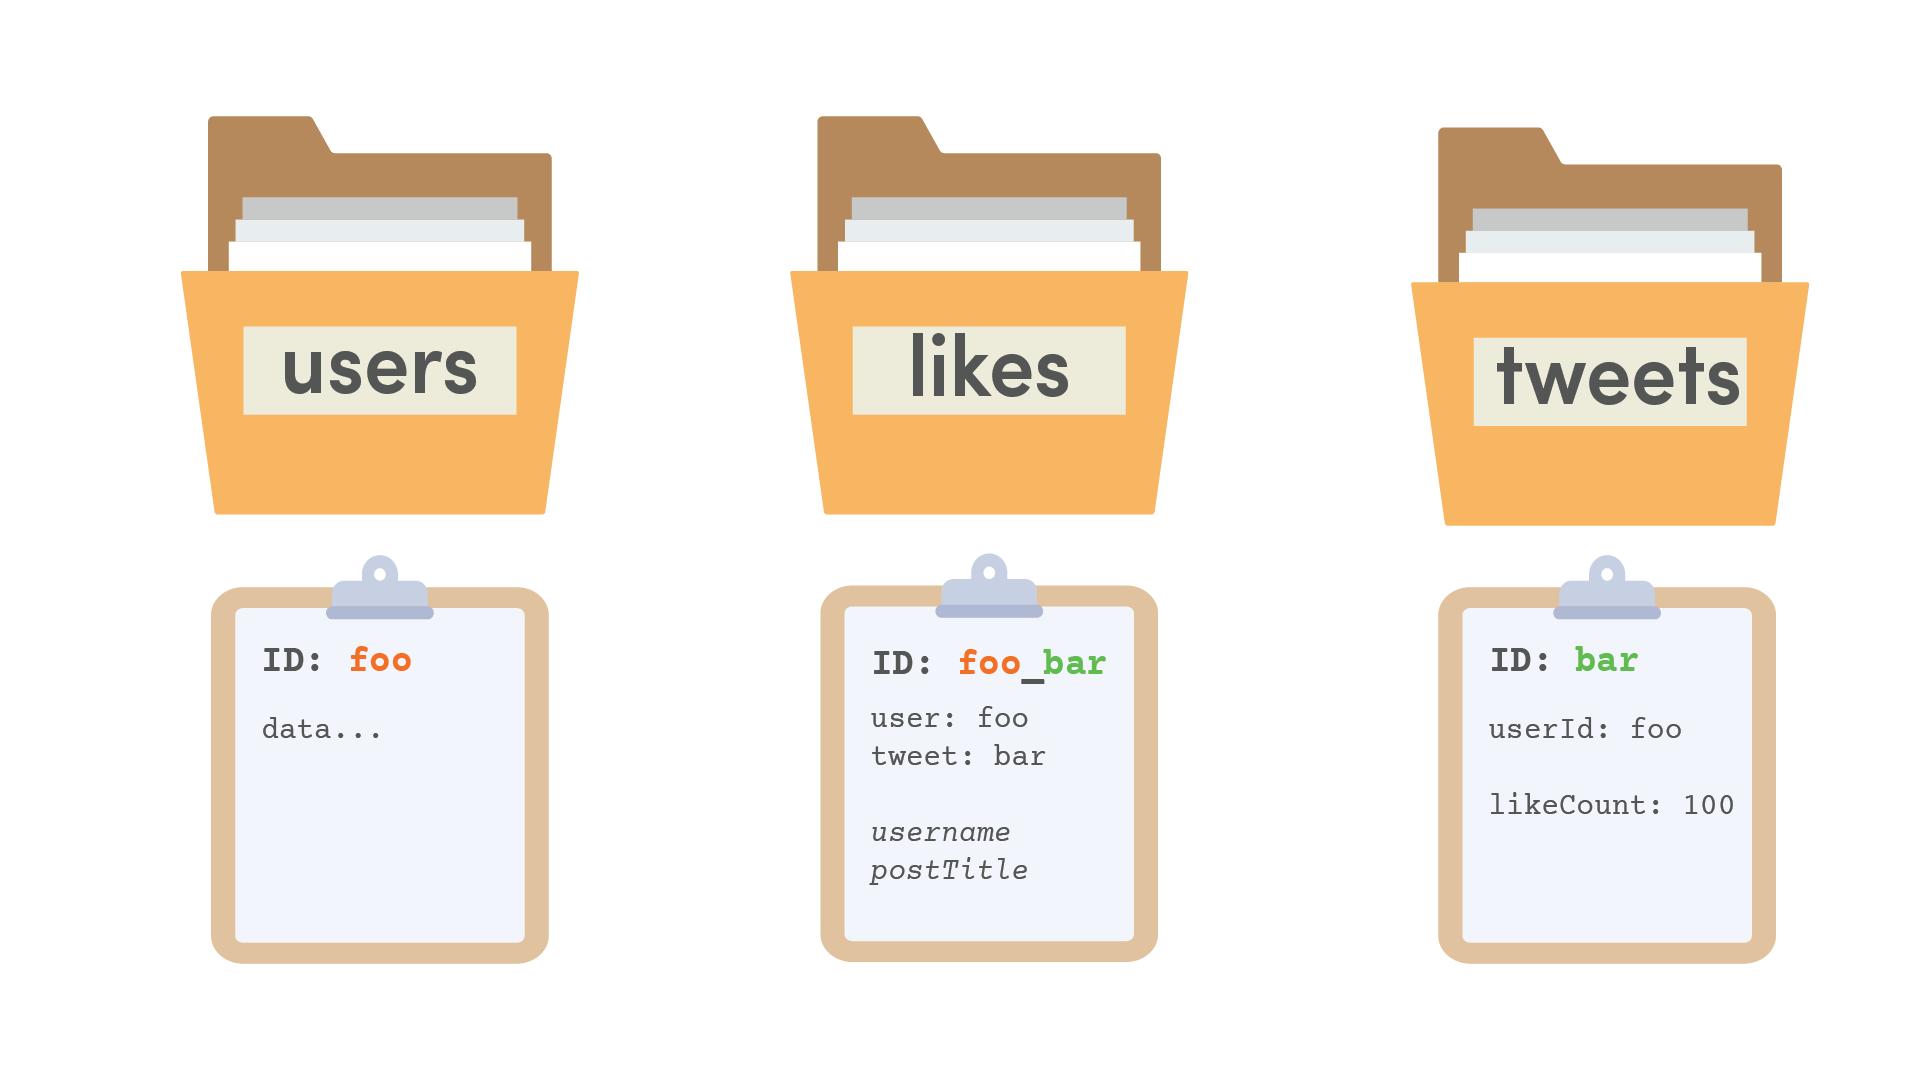 users
likes
tweets
ID: foo
data...
ID: foo_bar
user: foo
tweet: bar
username
postTitle
ID: bar
userId: foo
likeCount: 100